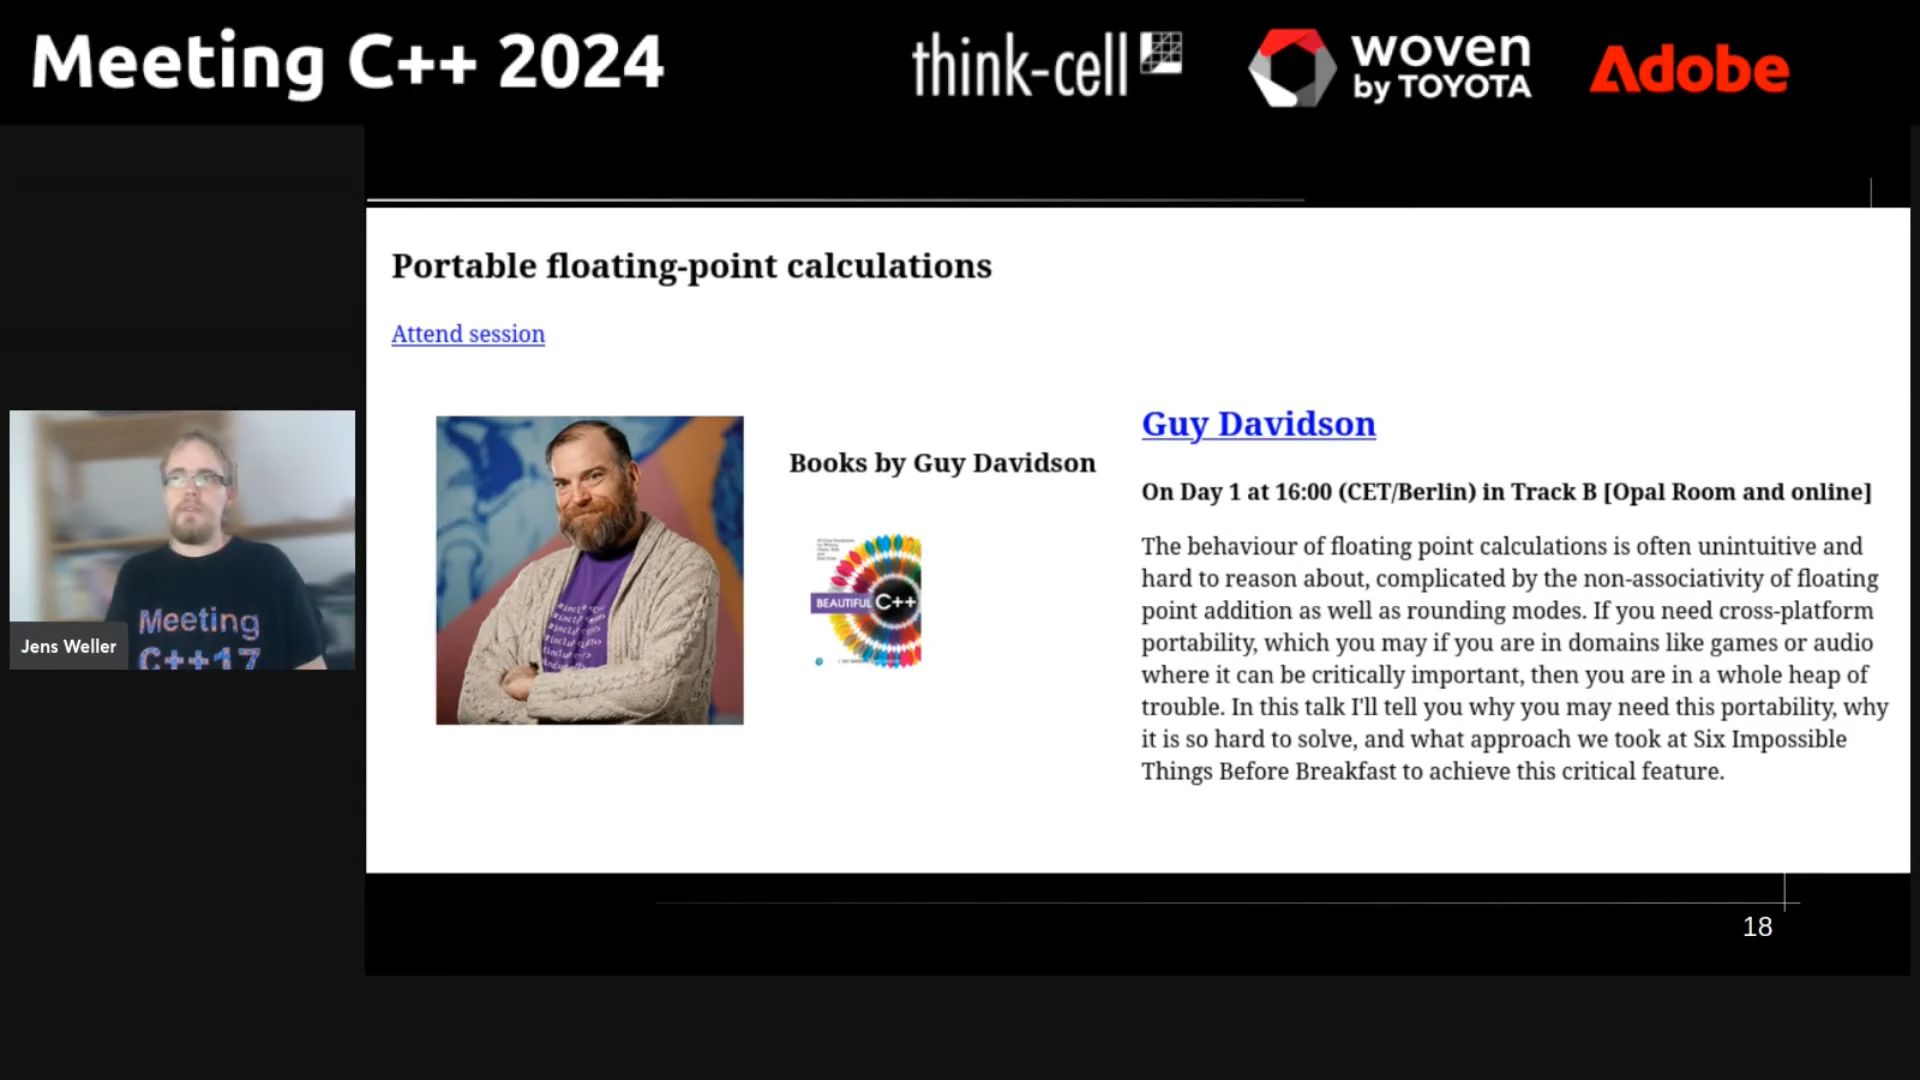 Meeting C++ 2024
think-cell
woven
by TOYOTA
Adobe
Portable floating-point calculations
Attend session
Books by Guy Davidson
BEAUTIFUL C++
Guy Davidson
On Day 1 at 16:00 (CET/Berlin) in Track B [Opal Room and online]
The behaviour of floating point calculations is often unintuitive and
hard to reason about, complicated by the non-associativity of floating
point addition as well as rounding modes. If you need cross-platform
portability, which you may if you are in domains like games or audio
where it can be critically important, then you are in a whole heap of
trouble. In this talk I'll tell you why you may need this portability, why
it is so hard to solve, and what approach we took at Six Impossible
Things Before Breakfast to achieve this critical feature.
Meeting
C++17
Jens Weller
18